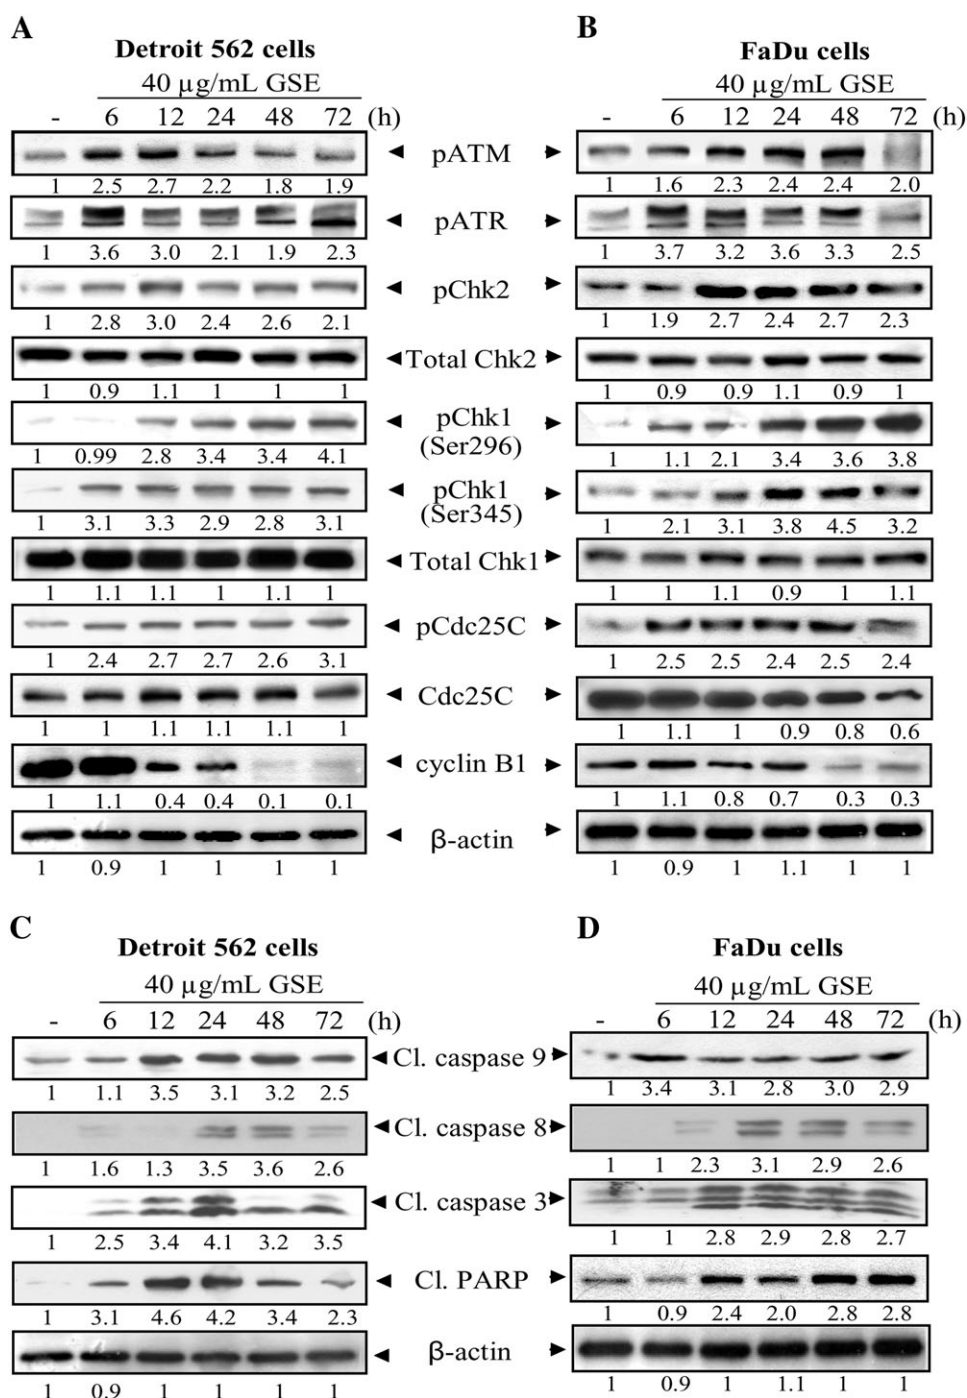 A B
Detroit 562 cells FaDu cells
40 μg/mL GSE 40 μg/mL GSE
- 6 12 24 48 72 (h) - 6 12 24 48 72 (h)
pATM
1 2.5 2.7 2.2 1.8 1.9 1 1.6 2.3 2.4 2.4 2.0
pATR
1 3.6 3.0 2.1 1.9 2.3 1 3.7 3.2 3.6 3.3 2.5
pChk2
1 2.8 3.0 2.4 2.6 2.1 1 1.9 2.7 2.4 2.7 2.3
Total Chk2
1 0.9 1.1 1 1 1 1 0.9 0.9 1.1 0.9 1
pChk1
(Ser296)
1 0.99 2.8 3.4 3.4 4.1 1 1.1 2.1 3.4 3.6 3.8
pChk1
(Ser345)
1 3.1 3.3 2.9 2.8 3.1 1 2.1 3.1 3.8 4.5 3.2
Total Chk1
1 1.1 1.1 1 1.1 1 1 1 1.1 0.9 1 1.1
pCdc25C
1 2.4 2.7 2.7 2.6 3.1 1 2.5 2.5 2.4 2.5 2.4
Cdc25C
1 1 1.1 1.1 1.1 1 1 1.1 1 0.9 0.8 0.6
cyclin B1
1 1.1 0.4 0.4 0.1 0.1 1 1.1 0.8 0.7 0.3 0.3
β-actin
1 0.9 1 1 1 1 1 0.9 1 1.1 1 1
C D
Detroit 562 cells FaDu cells
40 μg/mL GSE 40 μg/mL GSE
- 6 12 24 48 72 (h) - 6 12 24 48 72 (h)
Cl. caspase 9
1 1.1 3.5 3.1 3.2 2.5 1 3.4 3.1 2.8 3.0 2.9
Cl. caspase 8
1 1.6 1.3 3.5 3.6 2.6 1 1 2.3 3.1 2.9 2.6
Cl. caspase 3
1 2.5 3.4 4.1 3.2 3.5 1 1 2.8 2.9 2.8 2.7
Cl. PARP
1 3.1 4.6 4.2 3.4 2.3 1 0.9 2.4 2.0 2.8 2.8
β-actin
1 0.9 1 1 1 1 1 0.9 1 1.1 1 1